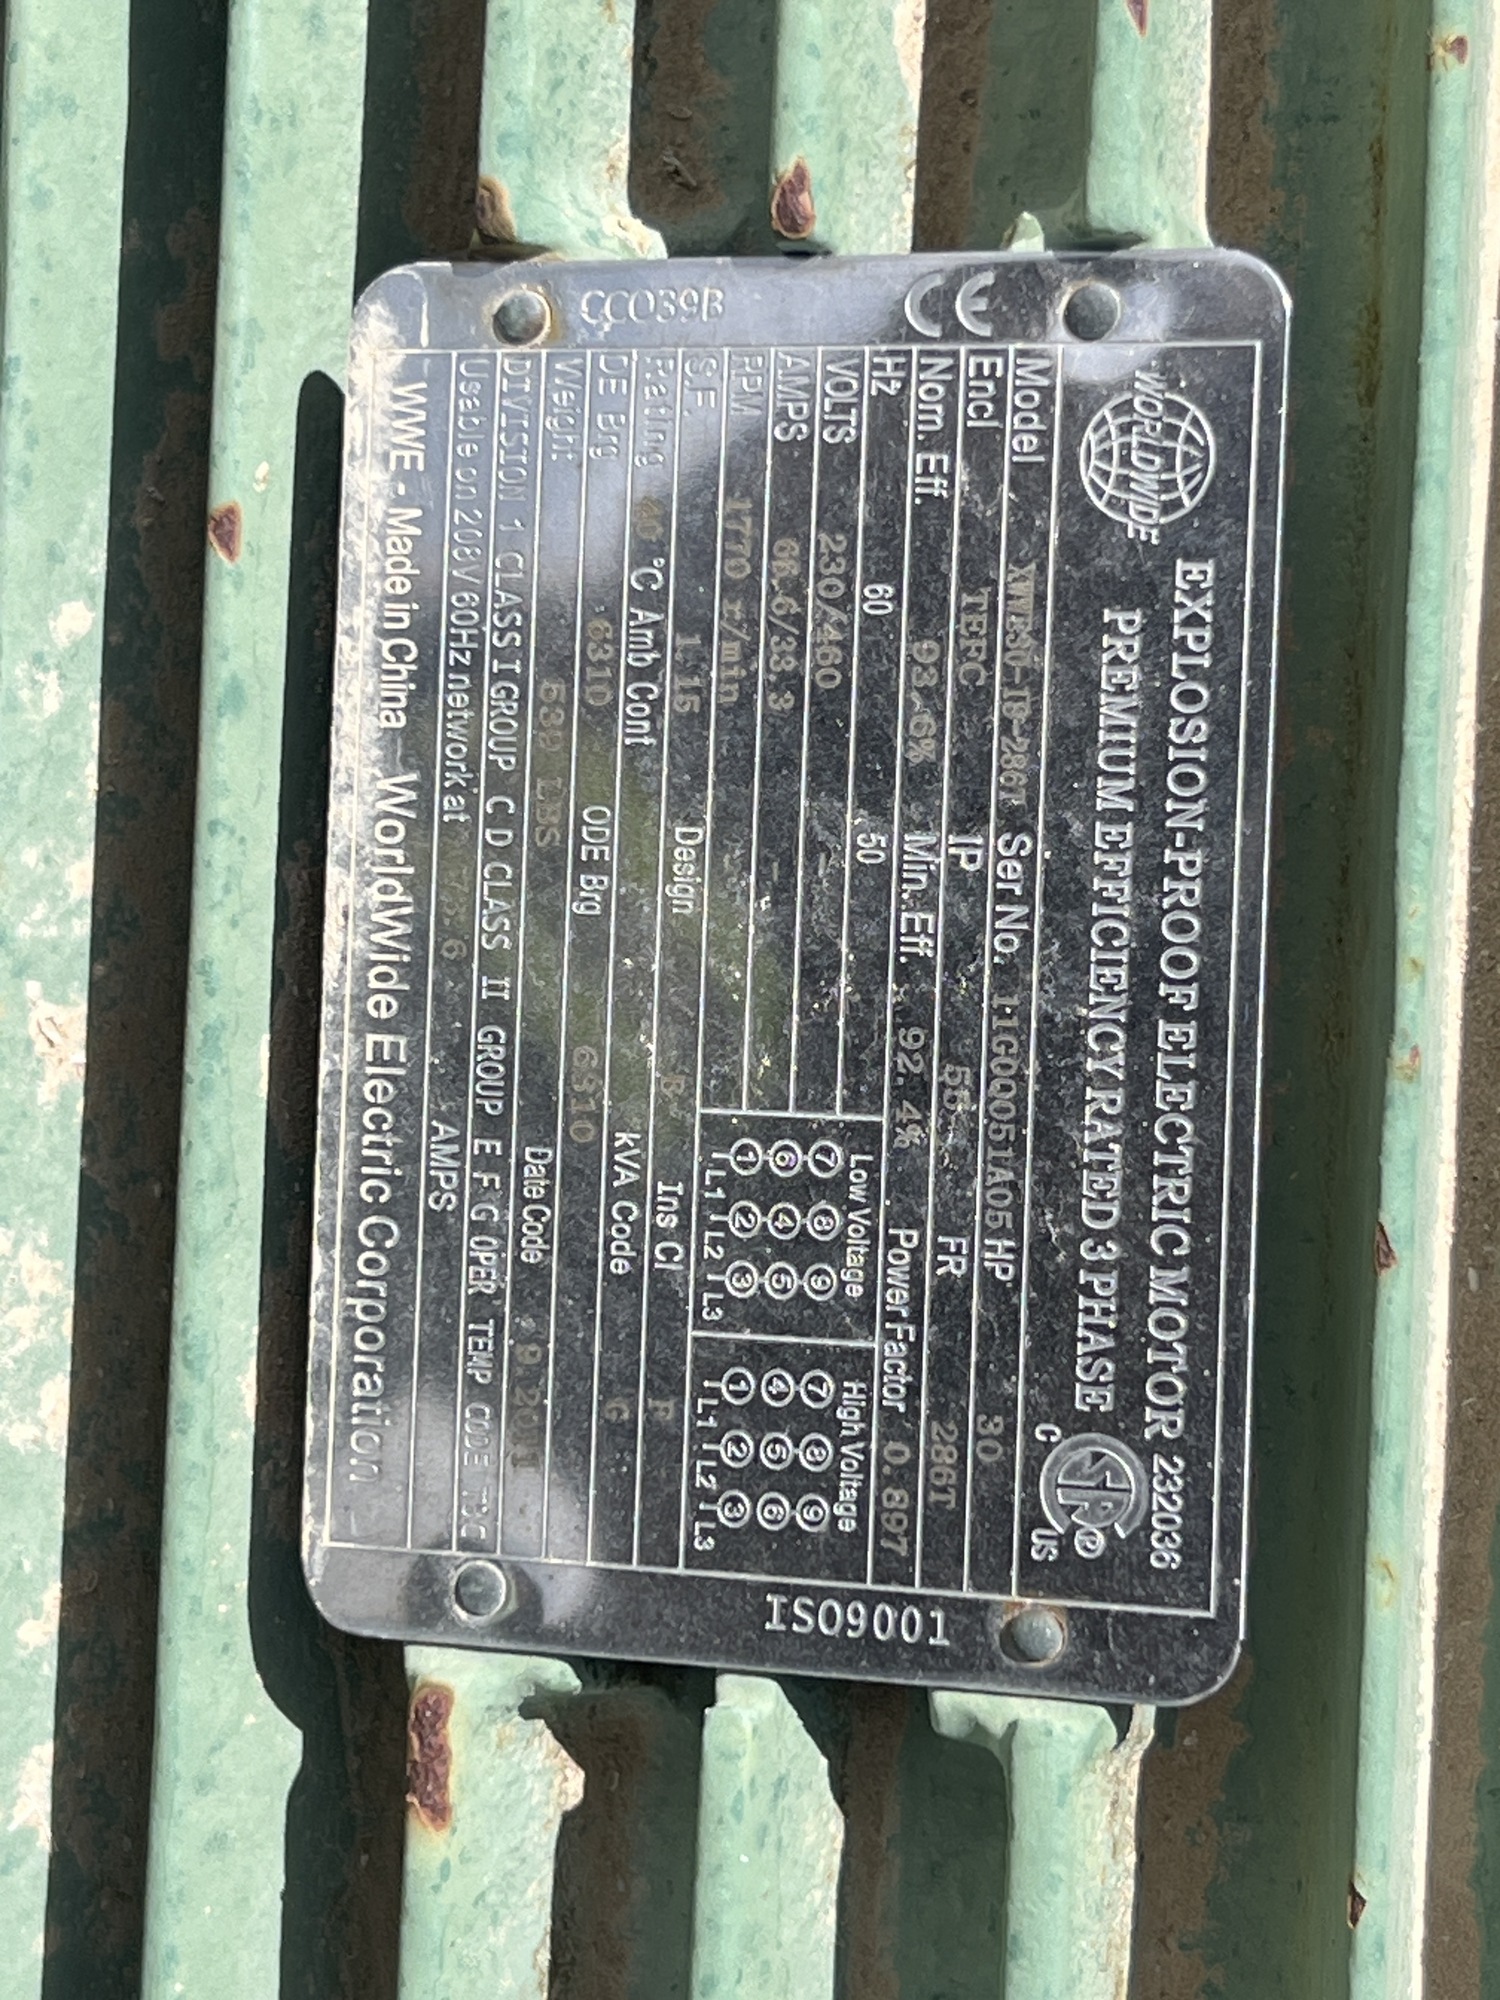 WORLDWIDE
EXPLOSION-PROOF ELECTRIC MOTOR 232036
PREMIUM EFFICIENCY RATED 3 PHASE
C US
CE
CC039B
ISO9001
Model XWWE30-18-286T Ser No. 11G00051A05 HP 30
Encl TEFC IP 55 FR 286T
Nom. Eff. 93.6% Min. Eff. 92.4% Power Factor 0.897
Hz 60 50
VOLTS 230/460
AMPS 66.6/33.3
RPM 1770 r/min
S.F. 1.15 Design B Ins Cl F
Low Voltage
7 8 9
6 4 5
1 2 3
L1 L2 L3
High Voltage
7 8 9
4 5 6
1 2 3
L1 L2 L3
Rating 40 °C Amb Cont kVA Code G
DE Brg 6310 ODE Brg 6310
Weight LBS Date Code
DIVISION 1 CLASS I GROUP C D CLASS II GROUP E F G OPER TEMP CODE T3C
Usable on 208V 60Hz network at AMPS
WWE - Made in China WorldWide Electric Corporation